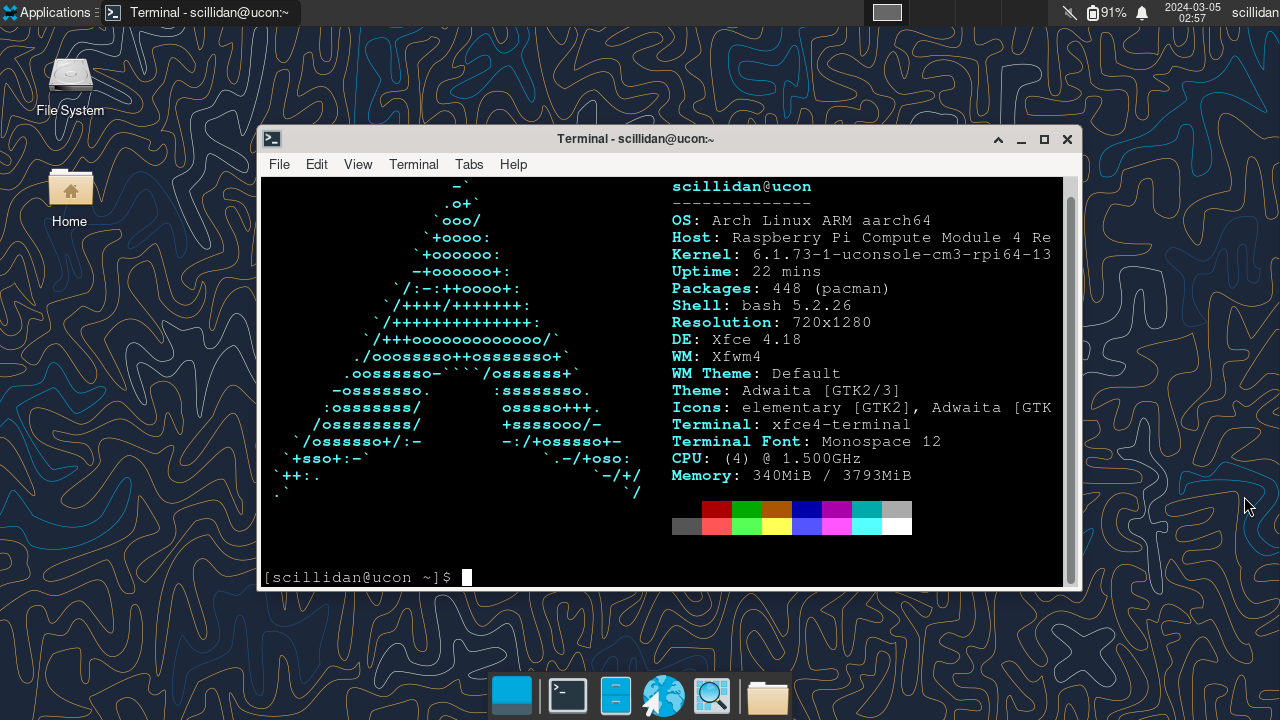 Applications
Terminal - scillidan@ucon:~
91%
2024-03-05
02:57
scillidan
File System
Home
Terminal - scillidan@ucon:~
File Edit View Terminal Tabs Help
-` scillidan@ucon
.o+` --------------
`ooo/ OS: Arch Linux ARM aarch64
`+oooo: Host: Raspberry Pi Compute Module 4 Re
`+oooooo: Kernel: 6.1.73-1-uconsole-cm3-rpi64-13
-+oooooo+: Uptime: 22 mins
`/:-:++oooo+: Packages: 448 (pacman)
`/++++/+++++++: Shell: bash 5.2.26
`/++++++++++++++: Resolution: 720x1280
`/+++ooooooooooooo/` DE: Xfce 4.18
./ooosssso++osssssso+` WM: Xfwm4
.oossssso-````/ossssss+` WM Theme: Default
-osssssso. :ssssssso. Theme: Adwaita [GTK2/3]
:osssssss/ osssso+++. Icons: elementary [GTK2], Adwaita [GTK
/ossssssss/ +ssssooo/- Terminal: xfce4-terminal
`/ossssso+/:- -:/+osssso+- Terminal Font: Monospace 12
`+sso+:-` `.-/+oso: CPU: (4) @ 1.500GHz
`++:. `-/+/ Memory: 340MiB / 3793MiB
.` `/
[scillidan@ucon ~]$